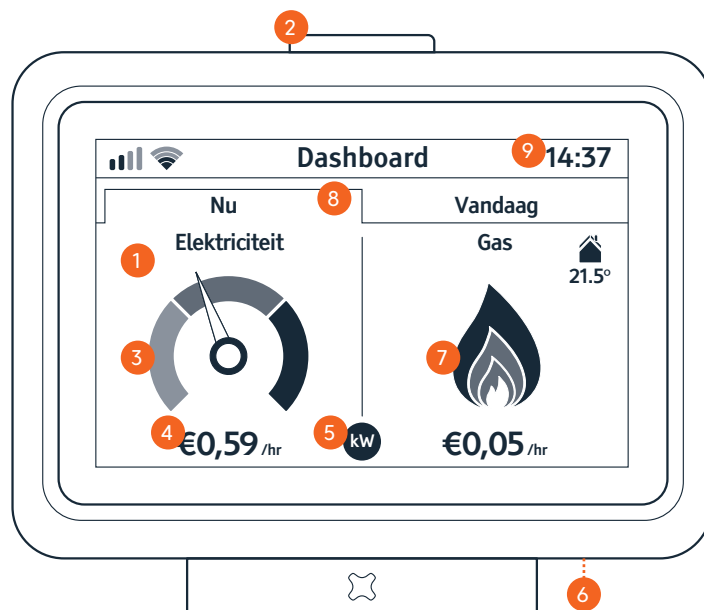 2
Dashboard 9 14:37
Nu 8 Vandaag
Elektriciteit Gas
1
21.5°
3 7
4 €0,59 /hr 5 kW €0,05 /hr
6